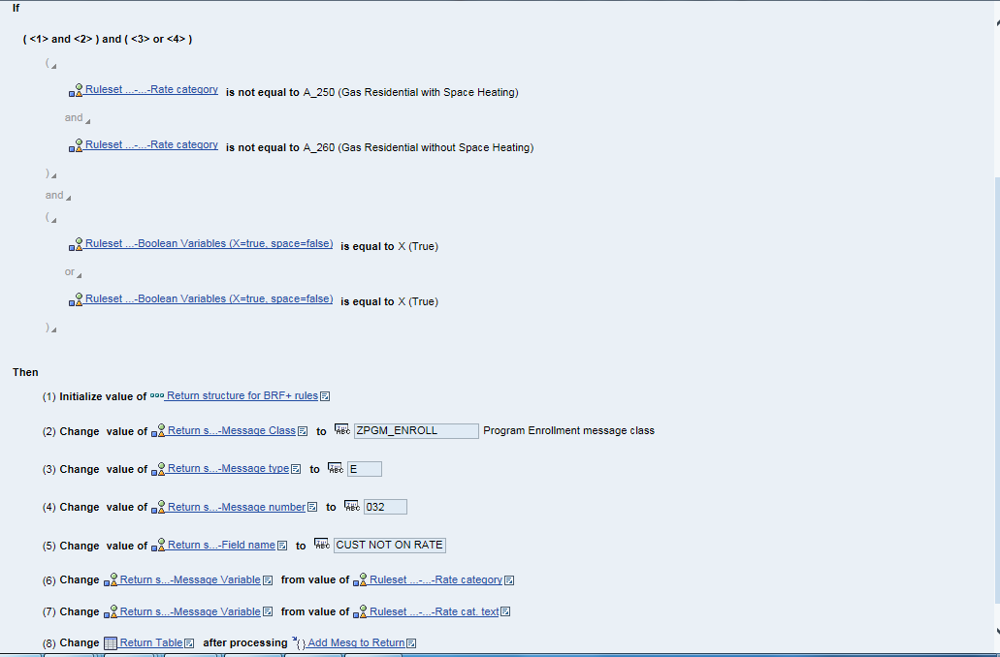 If
( <1> and <2> ) and ( <3> or <4> )
(
Ruleset ...-...-Rate category is not equal to A_250 (Gas Residential with Space Heating)
and
Ruleset ...-...-Rate category is not equal to A_260 (Gas Residential without Space Heating)
)
and
(
Ruleset ...-Boolean Variables (X=true, space=false) is equal to X (True)
or
Ruleset ...-Boolean Variables (X=true, space=false) is equal to X (True)
)
Then
(1) Initialize value of Return structure for BRF+ rules
(2) Change value of Return s...-Message Class to ABC ZPGM_ENROLL Program Enrollment message class
(3) Change value of Return s...-Message type to ABC E
(4) Change value of Return s...-Message number to ABC 032
(5) Change value of Return s...-Field name to ABC CUST NOT ON RATE
(6) Change Return s...-Message Variable from value of Ruleset ...-...-Rate category
(7) Change Return s...-Message Variable from value of Ruleset ...-...-Rate cat. text
(8) Change Return Table after processing Add Mesg to Return